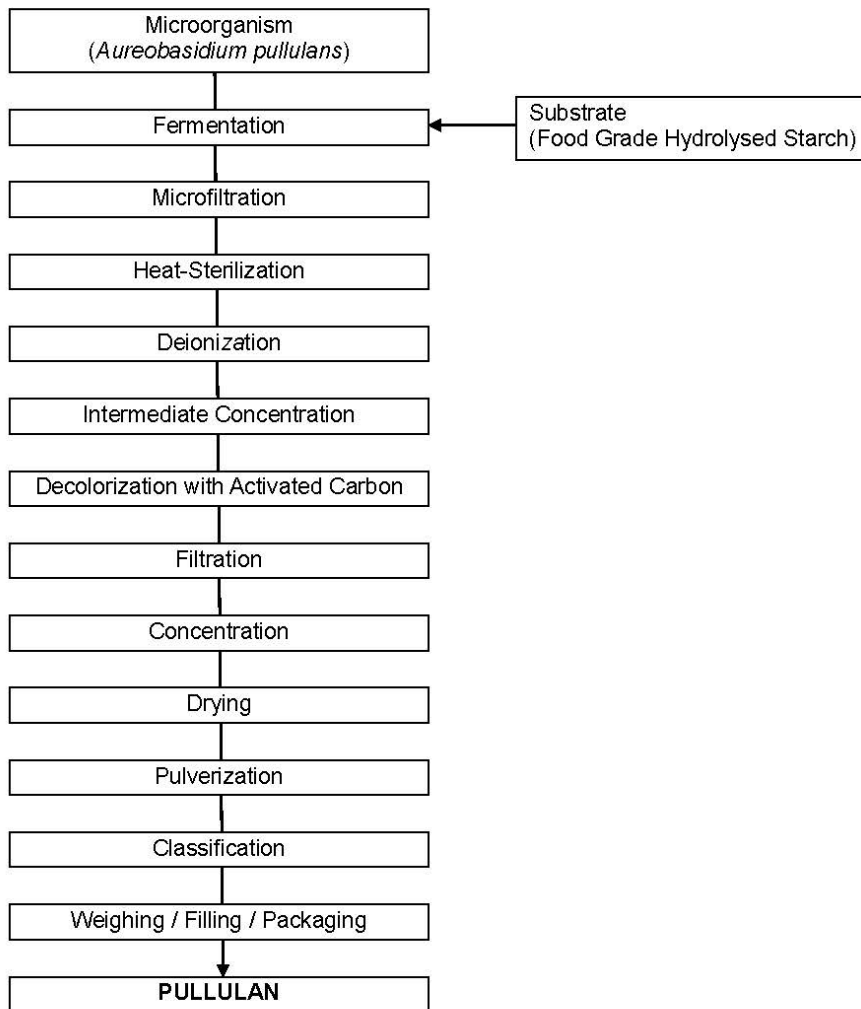 Microorganism
(Aureobasidium pullulans)
Fermentation
Substrate
(Food Grade Hydrolysed Starch)
Microfiltration
Heat-Sterilization
Deionization
Intermediate Concentration
Decolorization with Activated Carbon
Filtration
Concentration
Drying
Pulverization
Classification
Weighing / Filling / Packaging
PULLULAN